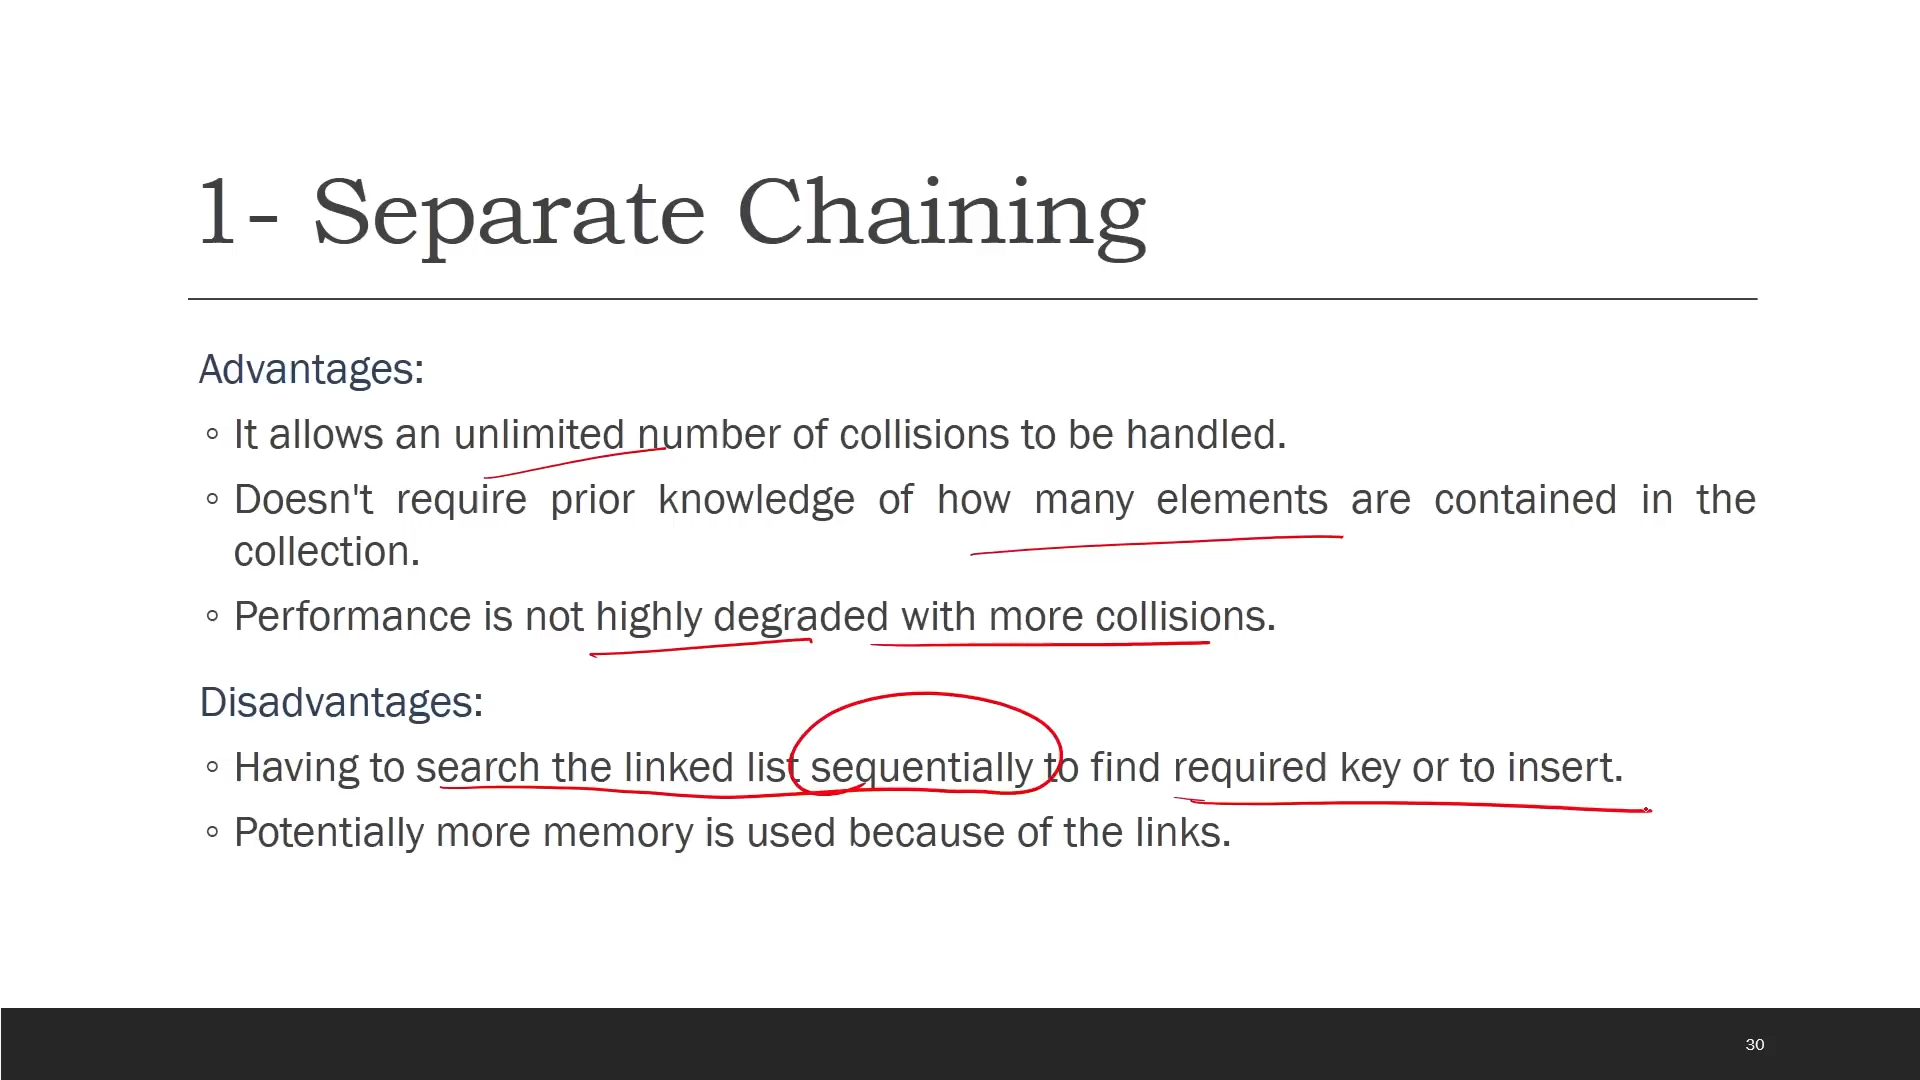 1- Separate Chaining
Advantages:
◦ It allows an unlimited number of collisions to be handled.
◦ Doesn't require prior knowledge of how many elements are contained in the
collection.
◦ Performance is not highly degraded with more collisions.
Disadvantages:
◦ Having to search the linked list sequentially to find required key or to insert.
◦ Potentially more memory is used because of the links.
30